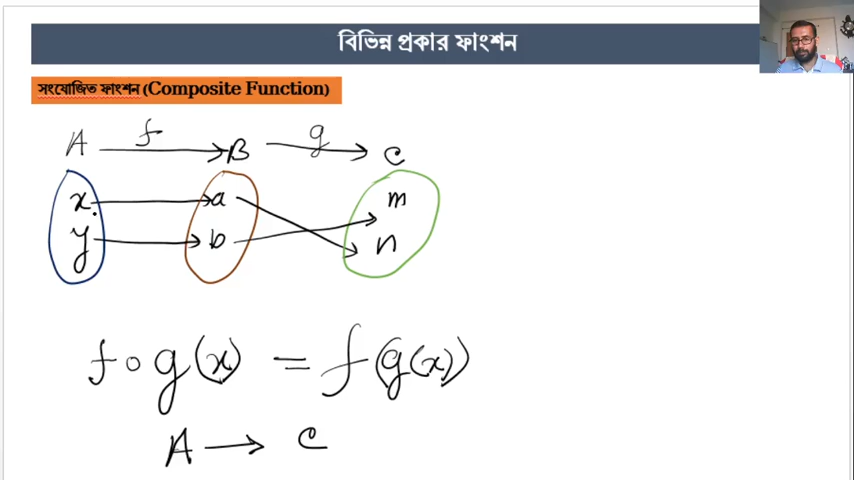 বিভিন্ন প্রকার ফাংশন
সংযোজিত ফাংশন (Composite Function)
A f B g C
x a m
y b n
f o g(x) = f(g(x))
A → C